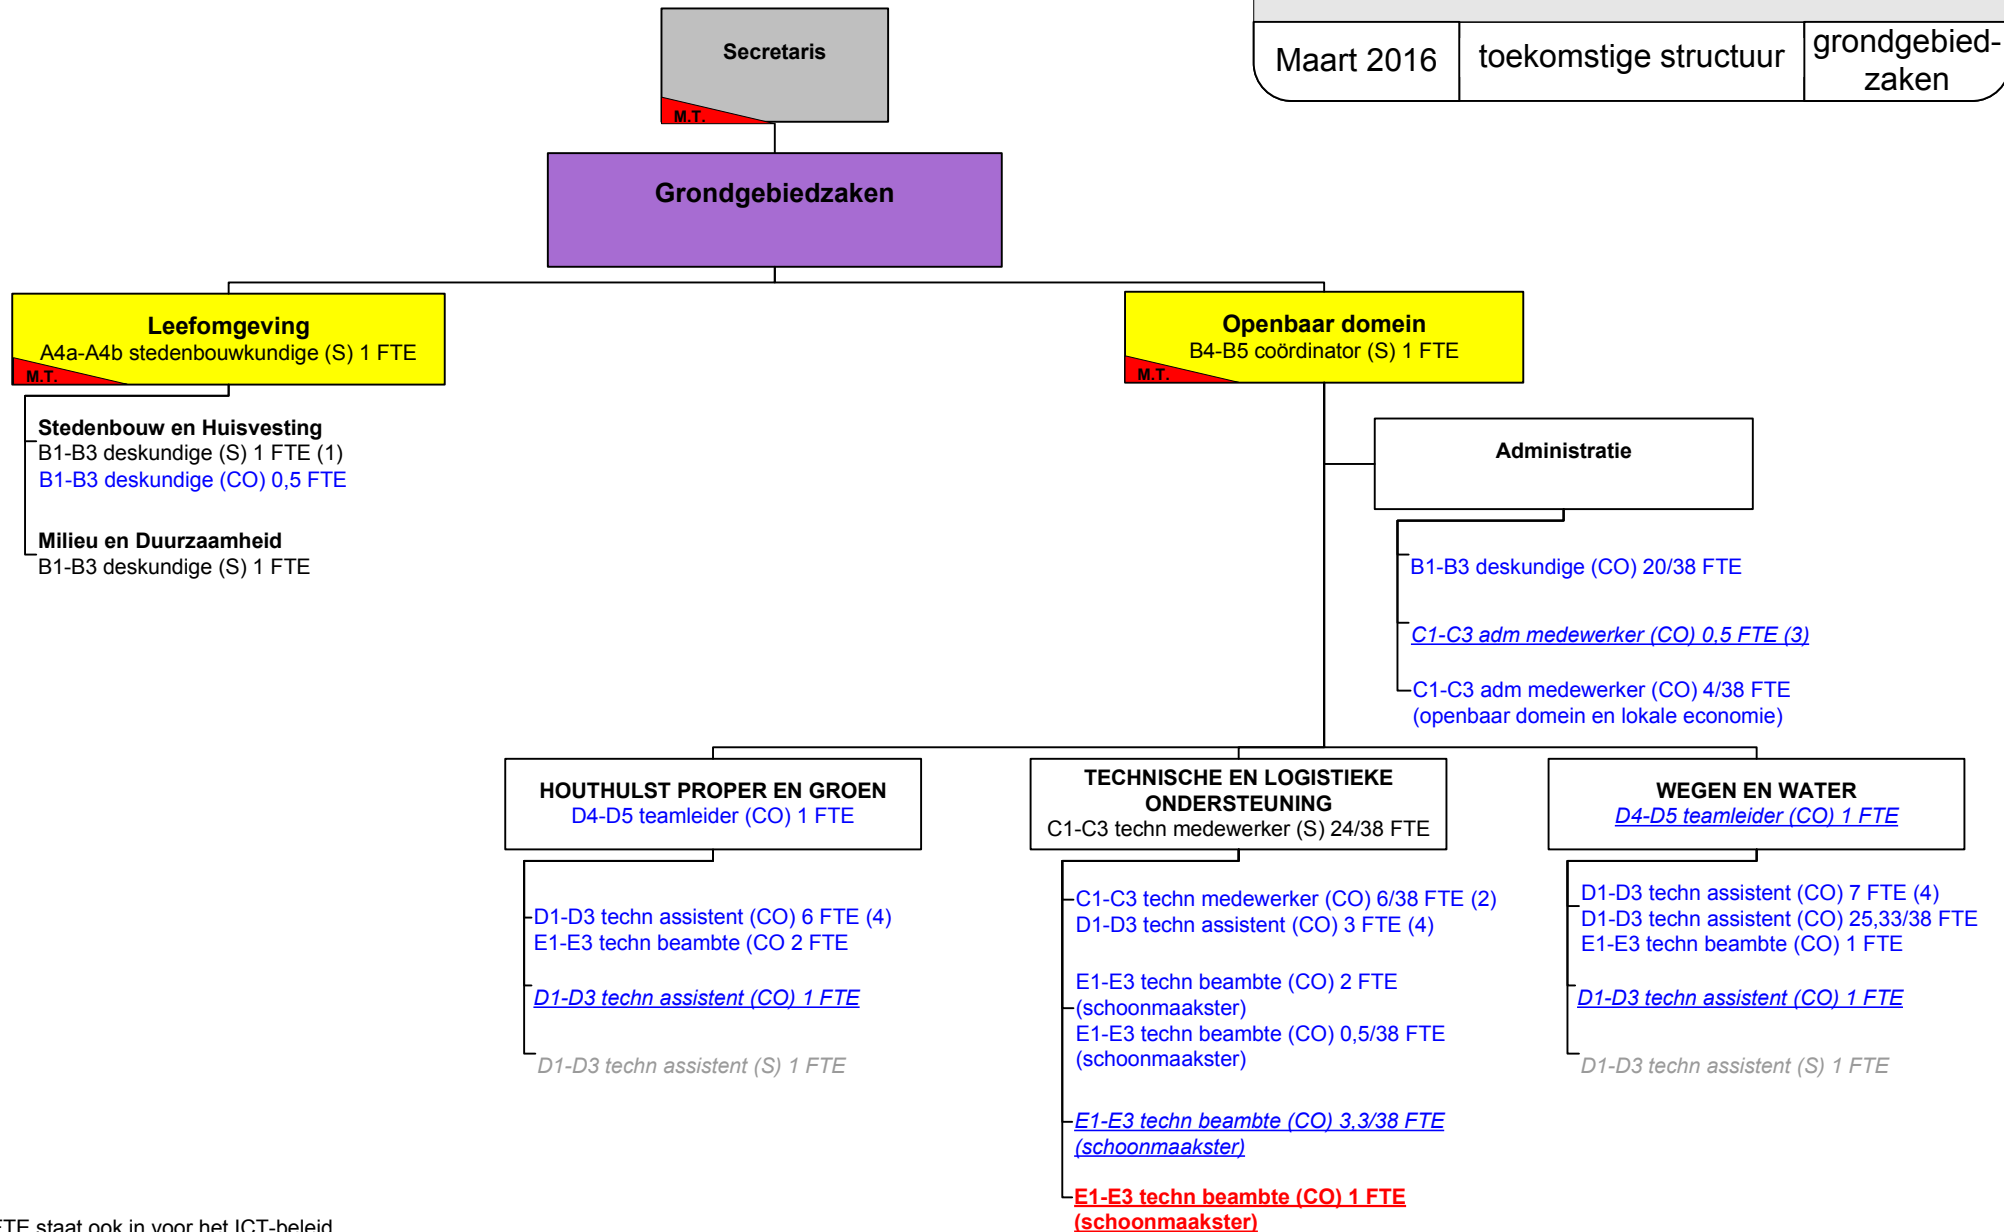 Secretaris
M.T.
Maart 2016
toekomstige structuur
grondgebied-
zaken
Grondgebiedzaken
Leefomgeving
A4a-A4b stedenbouwkundige (S) 1 FTE
M.T.
Openbaar domein
B4-B5 coördinator (S) 1 FTE
M.T.
Stedenbouw en Huisvesting
B1-B3 deskundige (S) 1 FTE (1)
B1-B3 deskundige (CO) 0,5 FTE
Milieu en Duurzaamheid
B1-B3 deskundige (S) 1 FTE
Administratie
B1-B3 deskundige (CO) 20/38 FTE
C1-C3 adm medewerker (CO) 0,5 FTE (3)
C1-C3 adm medewerker (CO) 4/38 FTE
(openbaar domein en lokale economie)
HOUTHULST PROPER EN GROEN
D4-D5 teamleider (CO) 1 FTE
D1-D3 techn assistent (CO) 6 FTE (4)
E1-E3 techn beambte (CO 2 FTE
D1-D3 techn assistent (CO) 1 FTE
D1-D3 techn assistent (S) 1 FTE
TECHNISCHE EN LOGISTIEKE
ONDERSTEUNING
C1-C3 techn medewerker (S) 24/38 FTE
C1-C3 techn medewerker (CO) 6/38 FTE (2)
D1-D3 techn assistent (CO) 3 FTE (4)
E1-E3 techn beambte (CO) 2 FTE
(schoonmaakster)
E1-E3 techn beambte (CO) 0,5/38 FTE
(schoonmaakster)
E1-E3 techn beambte (CO) 3,3/38 FTE
(schoonmaakster)
E1-E3 techn beambte (CO) 1 FTE
(schoonmaakster)
WEGEN EN WATER
D4-D5 teamleider (CO) 1 FTE
D1-D3 techn assistent (CO) 7 FTE (4)
D1-D3 techn assistent (CO) 25,33/38 FTE
E1-E3 techn beambte (CO) 1 FTE
D1-D3 techn assistent (CO) 1 FTE
D1-D3 techn assistent (S) 1 FTE
FTE staat ook in voor het ICT-beleid